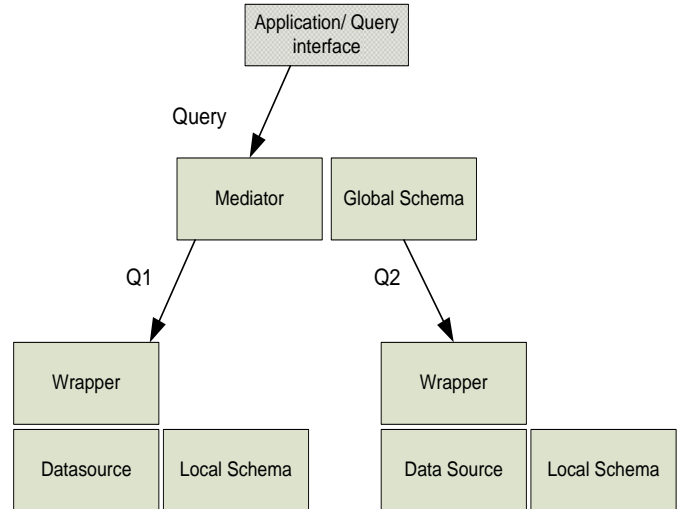 Application/ Query
interface
Query
Mediator
Global Schema
Q1
Q2
Wrapper
Wrapper
Datasource
Local Schema
Data Source
Local Schema